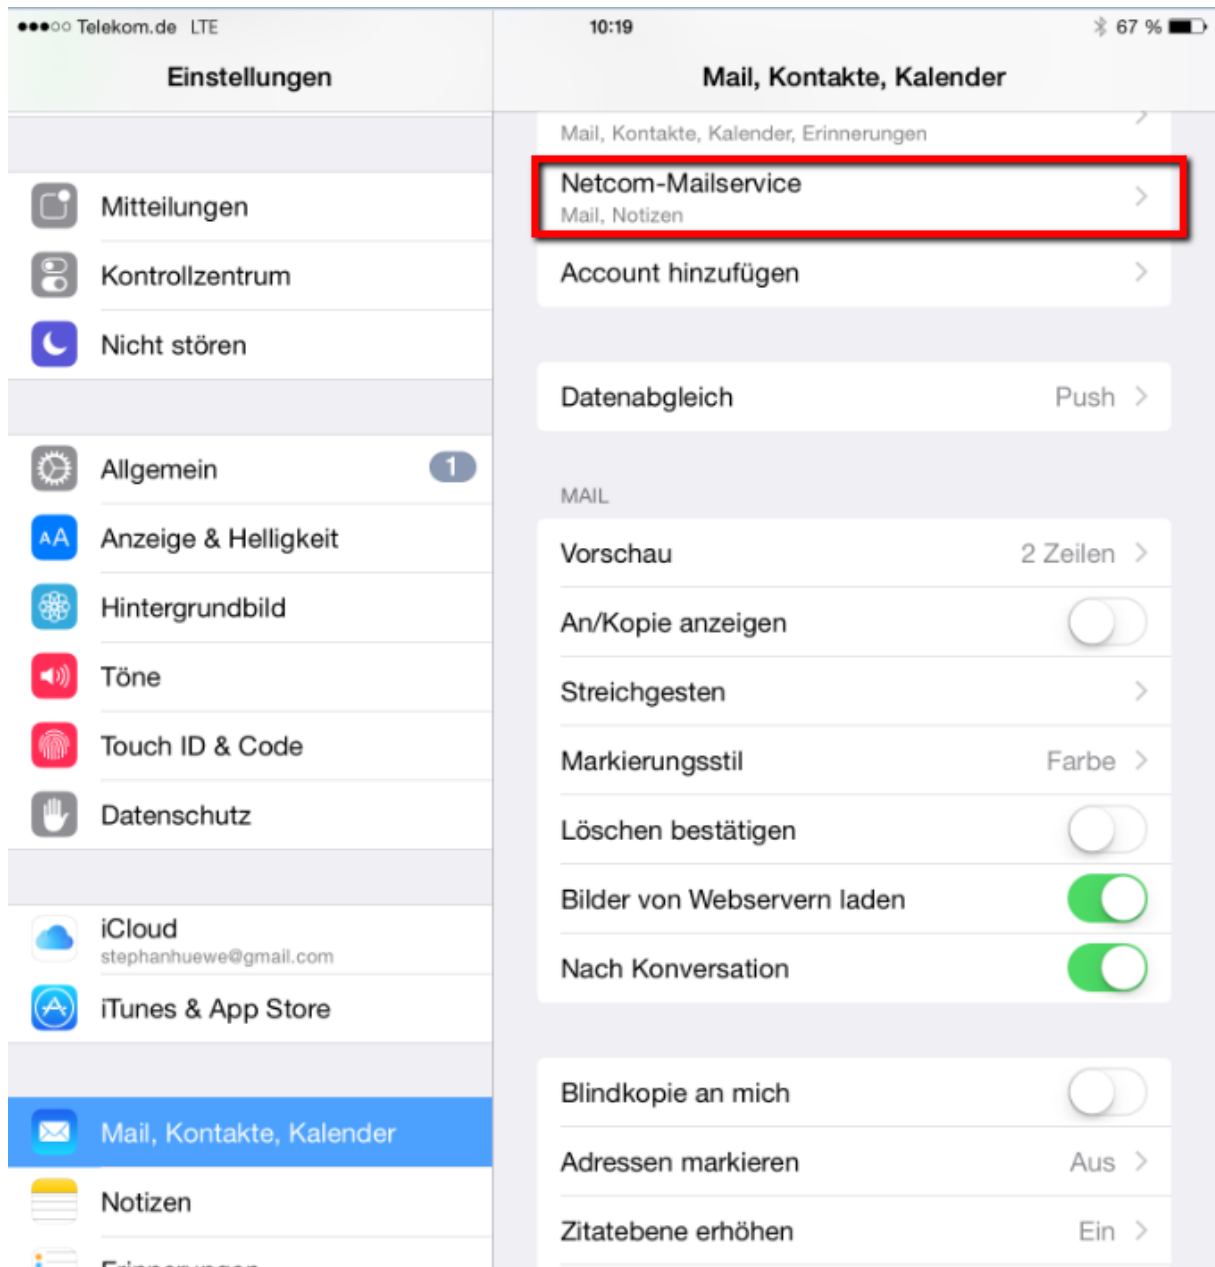 Telekom.de LTE 10:19 67 %
Einstellungen
Mitteilungen
Kontrollzentrum
Nicht stören
Allgemein 1
AA Anzeige & Helligkeit
Hintergrundbild
Töne
Touch ID & Code
Datenschutz
iCloud
stephanhuewe@gmail.com
iTunes & App Store
Mail, Kontakte, Kalender
Notizen
Erinnerungen
Mail, Kontakte, Kalender
Mail, Kontakte, Kalender, Erinnerungen
Netcom-Mailservice
Mail, Notizen
Account hinzufügen
Datenabgleich Push
MAIL
Vorschau 2 Zeilen
An/Kopie anzeigen
Streichgesten
Markierungsstil Farbe
Löschen bestätigen
Bilder von Webservern laden
Nach Konversation
Blindkopie an mich
Adressen markieren Aus
Zitatebene erhöhen Ein